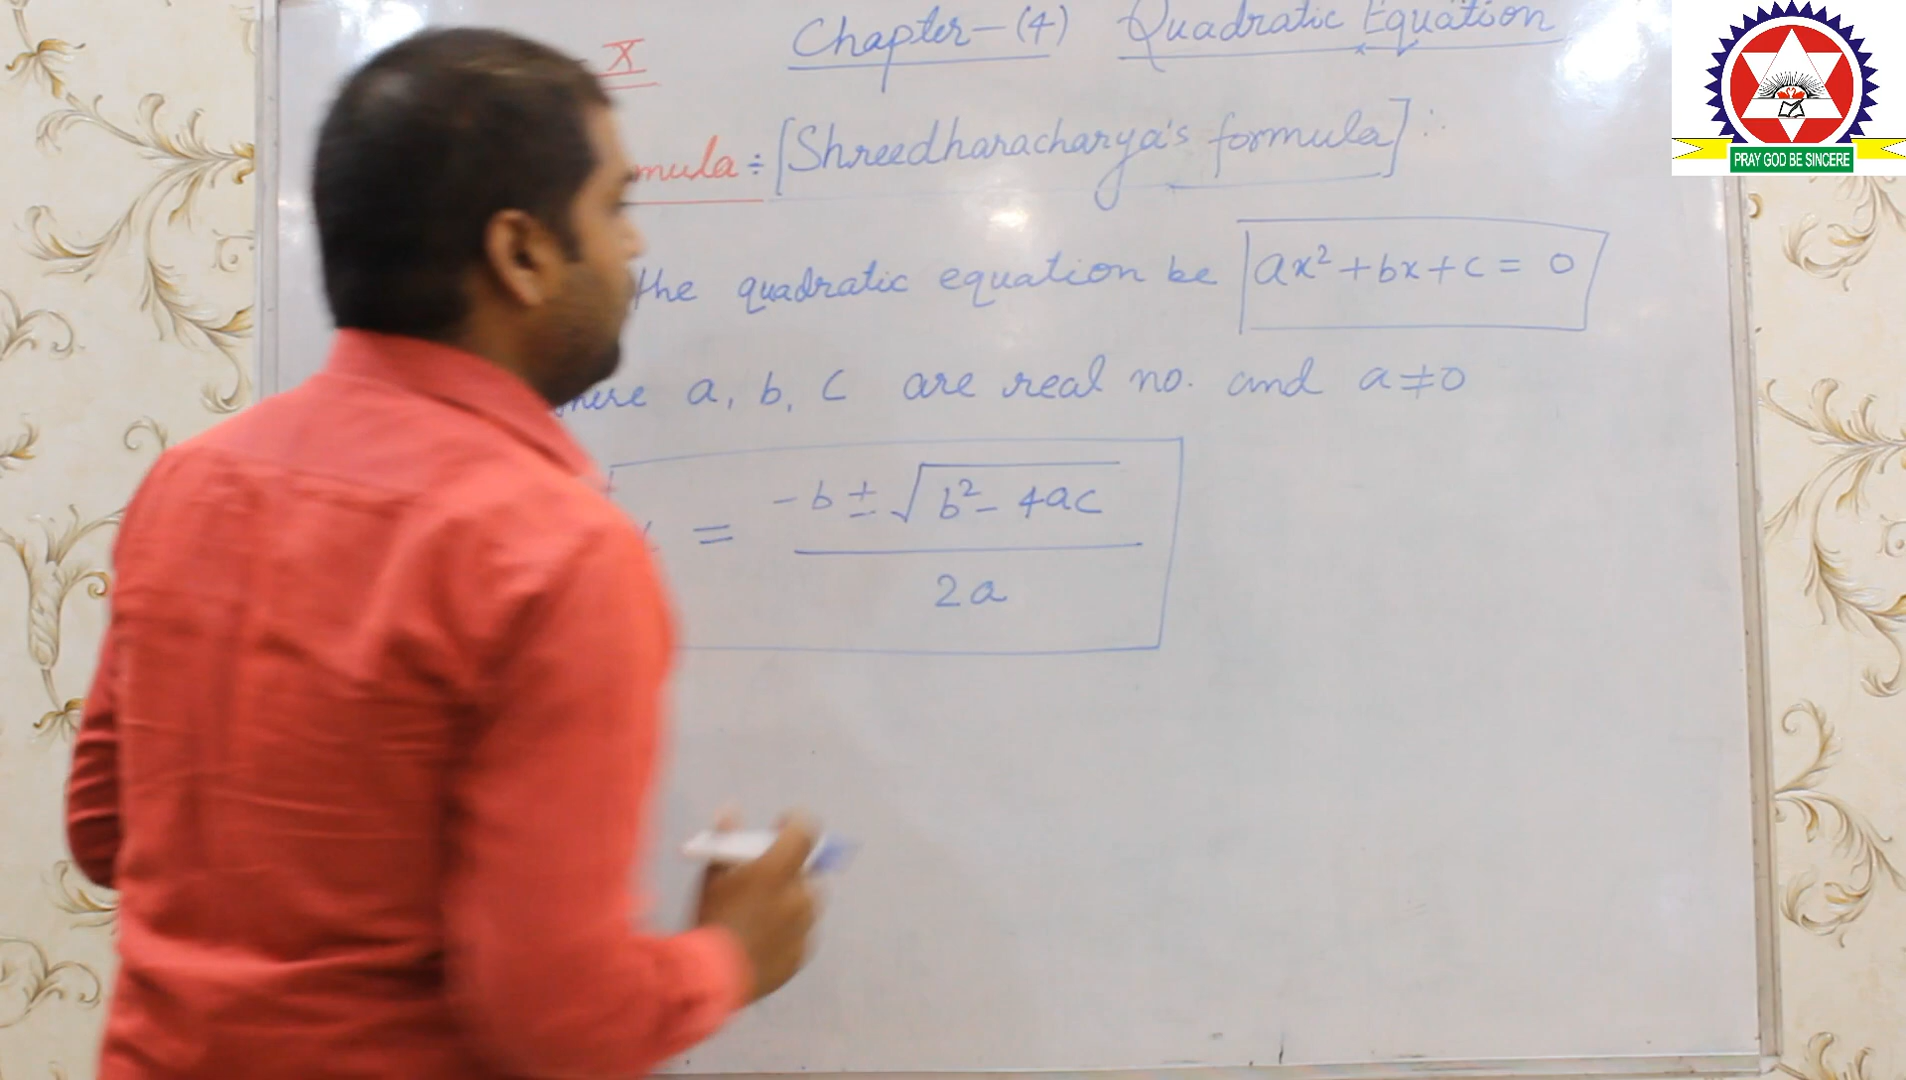 X Chapter-(4) Quadratic Equation
mula ÷ [Shreedharacharya's formula] :
the quadratic equation be ax² + bx + c = 0
here a, b, c are real no. and a ≠ 0
= -b ± √b² - 4ac
2a
PRAY GOD BE SINCERE